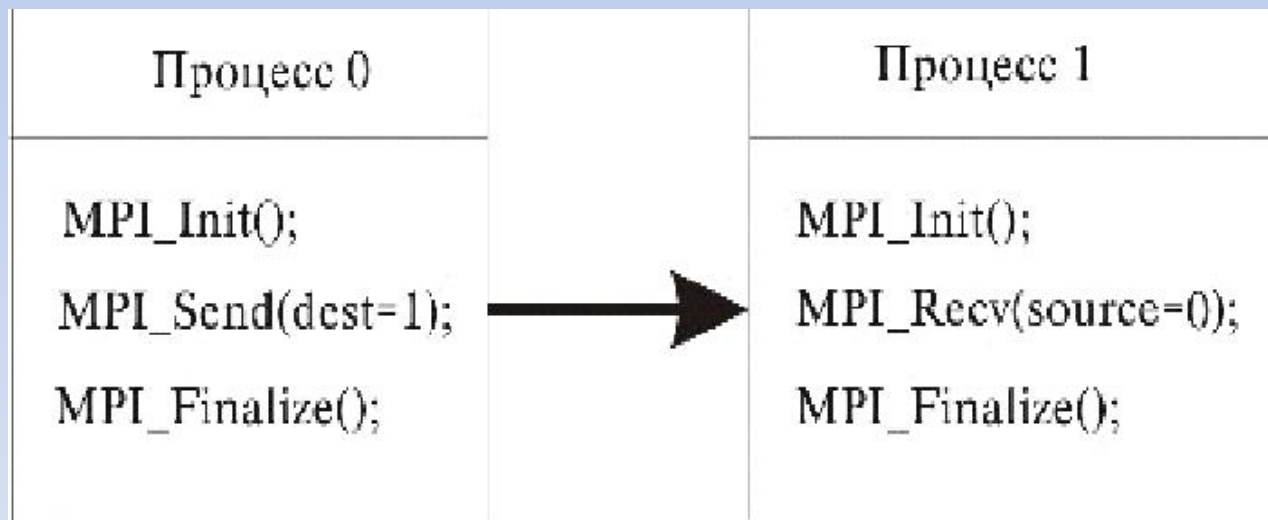 Процесс 0
MPI_Init();
MPI_Send(dest=1);
MPI_Finalize();
Процесс 1
MPI_Init();
MPI_Recv(source=0);
MPI_Finalize();